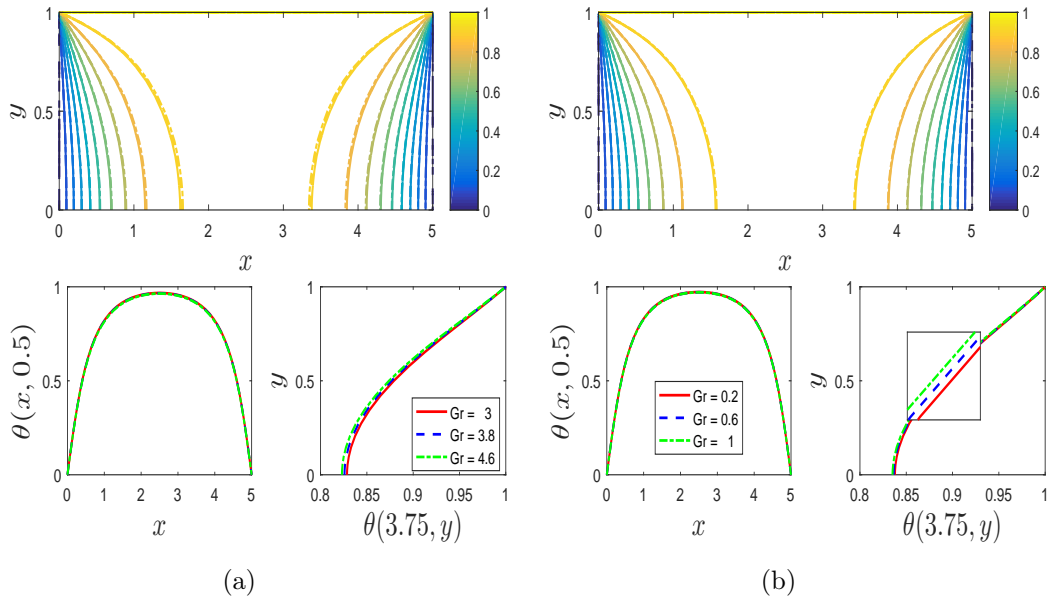 1
0.5
0
y
0 1 2 3 4 5
x
1
0.8
0.6
0.4
0.2
0
1
0.5
0
θ(x, 0.5)
0 1 2 3 4 5
x
1
0.5
0
y
Gr = 3
Gr = 3.8
Gr = 4.6
0.8 0.85 0.9 0.95 1
θ(3.75, y)
(a)
1
0.5
0
y
0 1 2 3 4 5
x
1
0.8
0.6
0.4
0.2
0
1
0.5
0
θ(x, 0.5)
Gr = 0.2
Gr = 0.6
Gr = 1
0 1 2 3 4 5
x
1
0.5
0
y
0.8 0.85 0.9 0.95 1
θ(3.75, y)
(b)